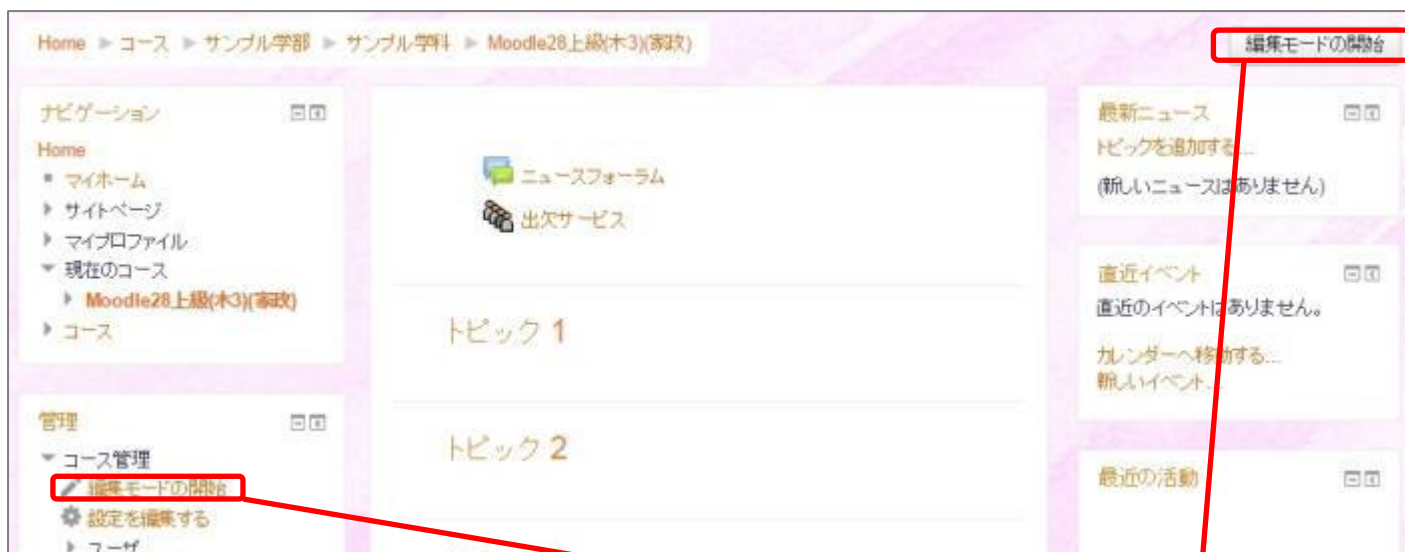 Home ▶ コース ▶ サンプル学部 ▶ サンプル学科 ▶ Moodle28上級(木3)(家政)
編集モードの開始
ナビゲーション
Home
マイホーム
サイトページ
マイプロファイル
現在のコース
Moodle28上級(木3)(家政)
コース
管理
コース管理
編集モードの開始
設定を編集する
ユーザ
ニュースフォーラム
出欠サービス
トピック 1
トピック 2
最新ニュース
トピックを追加する...
(新しいニュースはありません)
直近イベント
直近のイベントはありません。
カレンダーへ移動する...
新しいイベント...
最近の活動